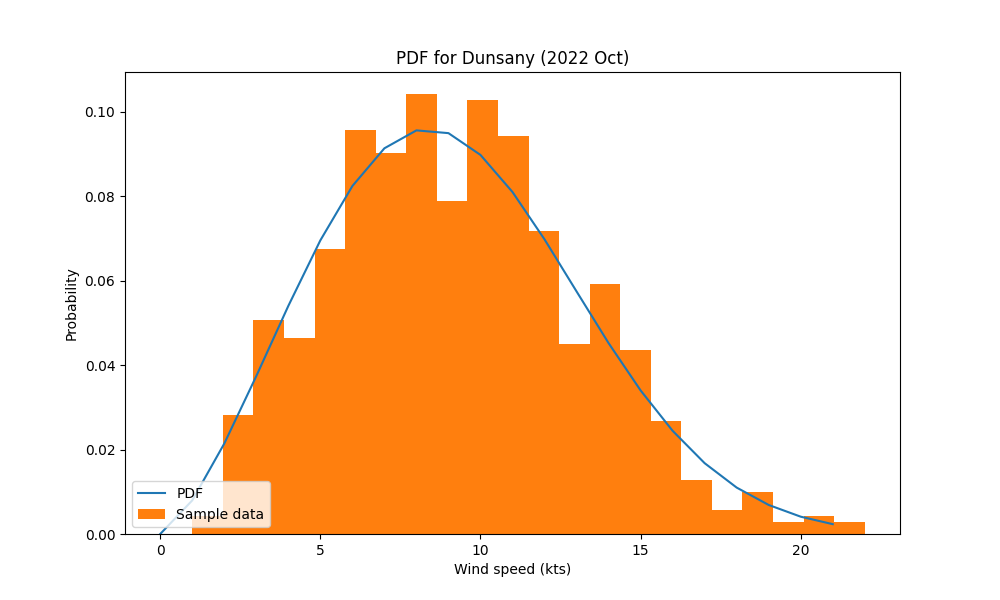 PDF for Dunsany (2022 Oct)
Probability
0.10
0.08
0.06
0.04
0.02
0.00
PDF
Sample data
0 5 10 15 20
Wind speed (kts)